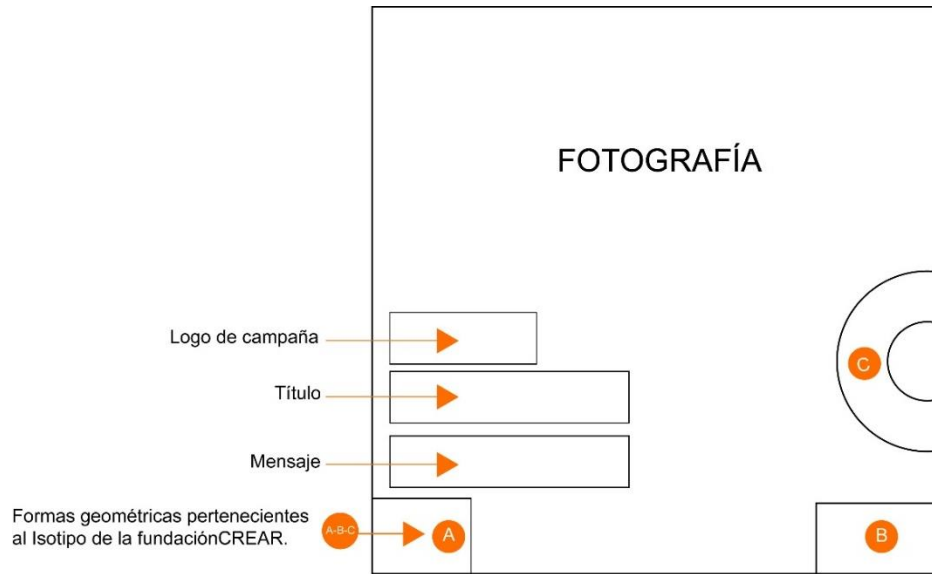 FOTOGRAFÍA
Logo de campaña
C
Título
Mensaje
Formas geométricas pertenecientes
al Isotipo de la fundaciónCREAR.
A-B-C
A
B